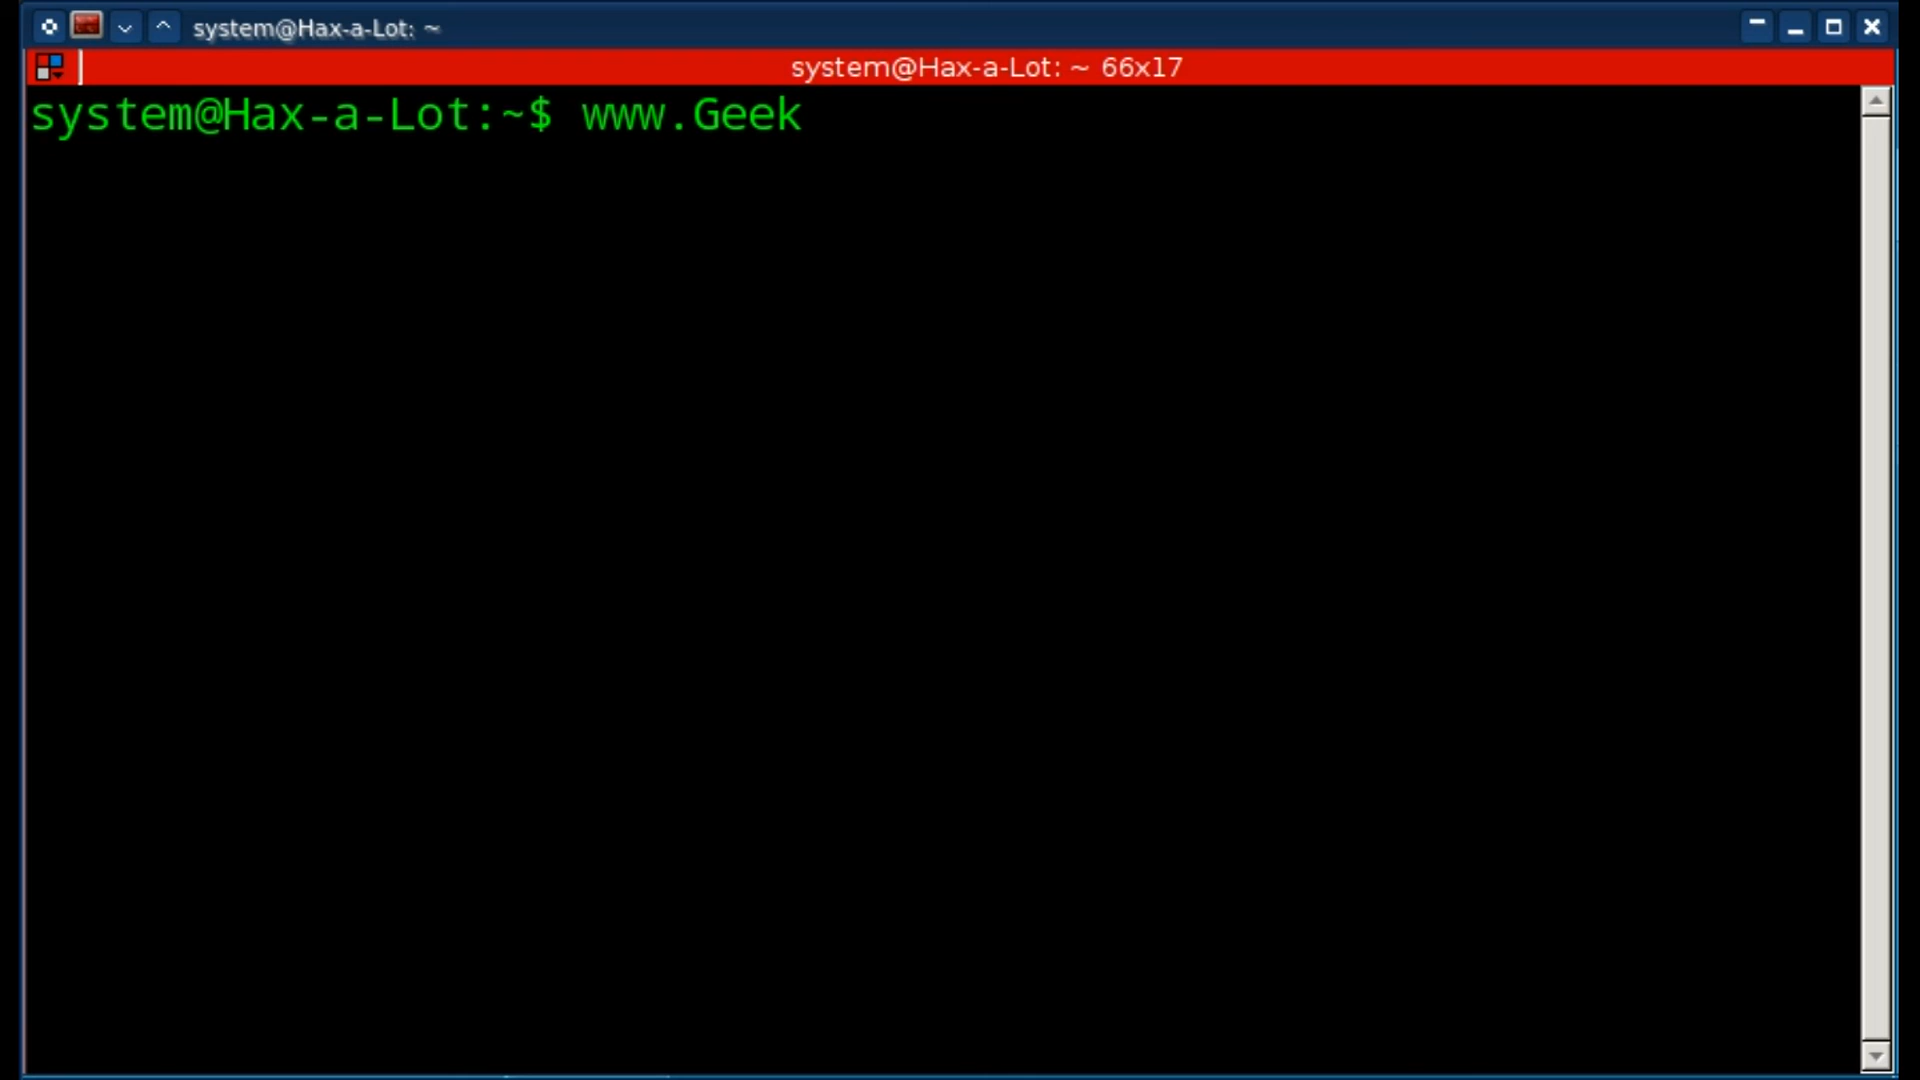 system@Hax-a-Lot: ~
system@Hax-a-Lot: ~ 66x17
system@Hax-a-Lot:~$ www.Geek